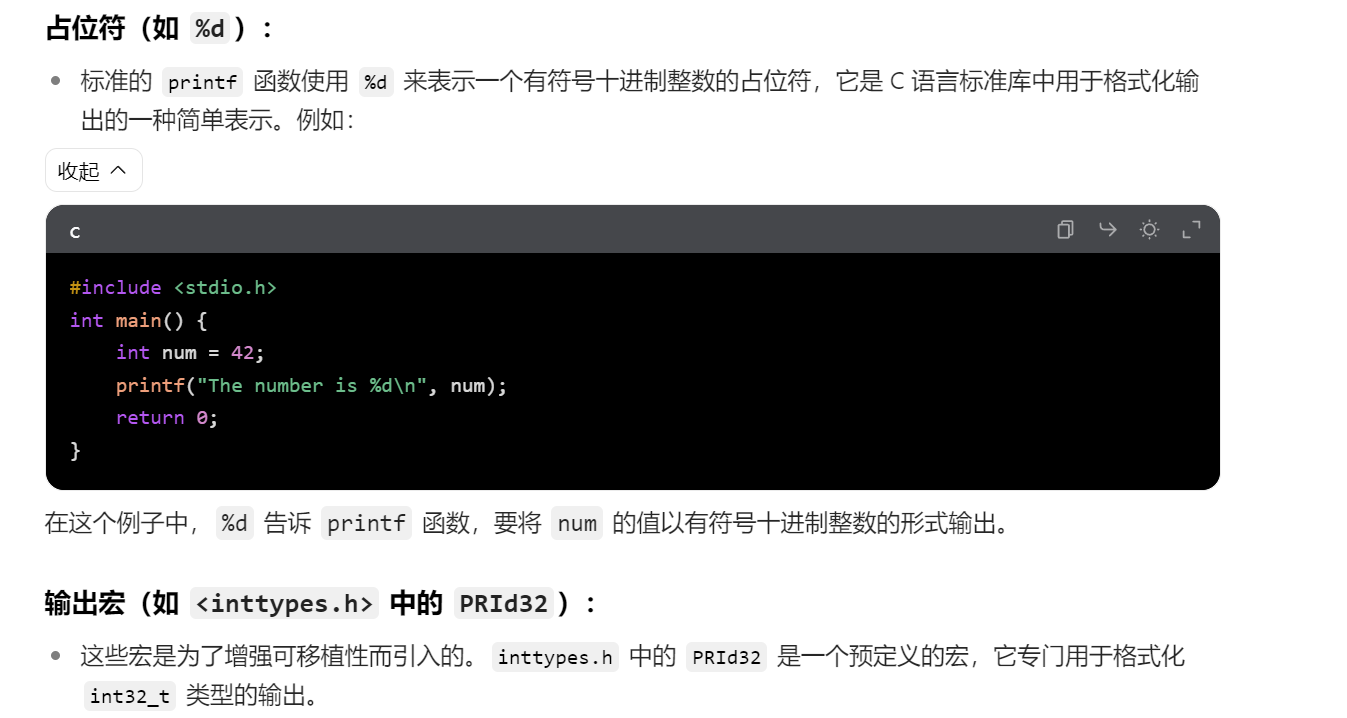 占位符（如 %d）：
标准的 printf 函数使用 %d 来表示一个有符号十进制整数的占位符，它是 C 语言标准库中用于格式化输
出的一种简单表示。例如：
收起
c
#include <stdio.h>
int main() {
    int num = 42;
    printf("The number is %d\n", num);
    return 0;
}
在这个例子中， %d 告诉 printf 函数，要将 num 的值以有符号十进制整数的形式输出。
输出宏（如 <inttypes.h> 中的 PRId32）：
这些宏是为了增强可移植性而引入的。 inttypes.h 中的 PRId32 是一个预定义的宏，它专门用于格式化
int32_t 类型的输出。